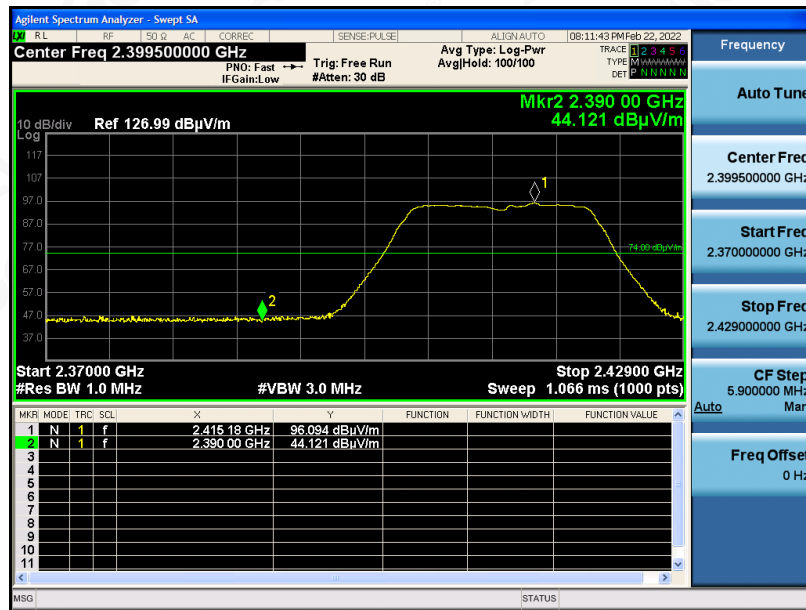 Agilent Spectrum Analyzer - Swept SA
LXI RL RF 50 Ω AC CORREC SENSE:PULSE ALIGN AUTO 08:11:43 PM Feb 22, 2022
Center Freq 2.399500000 GHz
PNO: Fast
IFGain:Low
Trig: Free Run
#Atten: 30 dB
Avg Type: Log-Pwr
Avg|Hold: 100/100
TRACE 1 2 3 4 5 6
TYPE M
DET P N N N N N
Mkr2 2.390 00 GHz
44.121 dBµV/m
10 dB/div Ref 126.99 dBµV/m
Log
117
107
97.0
87.0
77.0
67.0
57.0
47.0
37.0
1
2
74.00 dBµV/m
Start 2.37000 GHz Stop 2.42900 GHz
#Res BW 1.0 MHz #VBW 3.0 MHz Sweep 1.066 ms (1000 pts)
MKR MODE TRC SCL X Y FUNCTION FUNCTION WIDTH FUNCTION VALUE
1 N 1 f 2.415 18 GHz 96.094 dBµV/m
2 N 1 f 2.390 00 GHz 44.121 dBµV/m
3
4
5
6
7
8
9
10
11
MSG STATUS
Frequency
Auto Tune
Center Freq
2.399500000 GHz
Start Freq
2.370000000 GHz
Stop Freq
2.429000000 GHz
CF Step
5.900000 MHz
Auto Man
Freq Offset
0 Hz